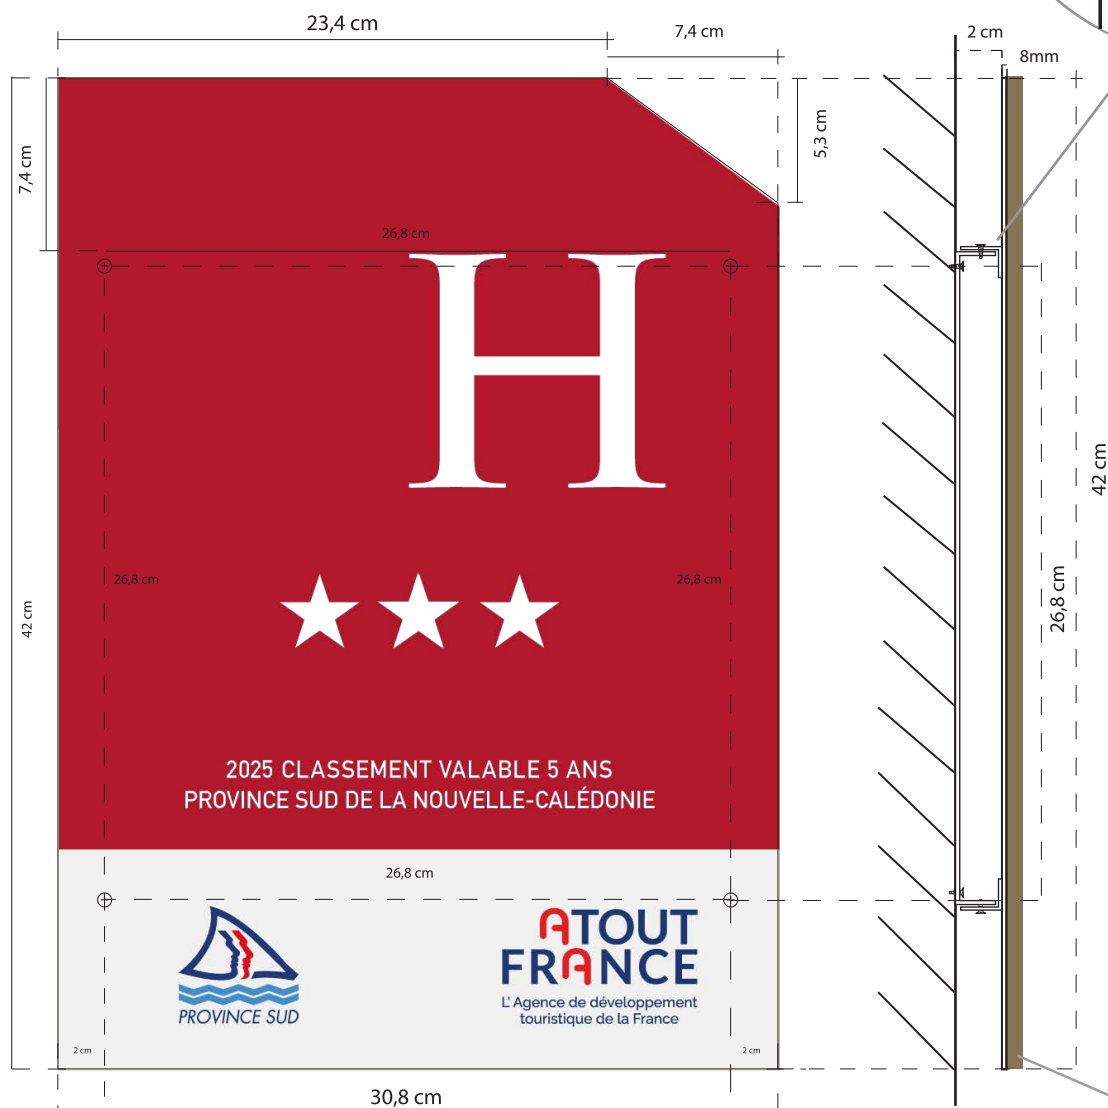 23,4 cm
7,4 cm
2 cm
8mm
5,3 cm
7,4 cm
26,8 cm
H
42 cm
26,8 cm
26,8 cm
26,8 cm
42 cm
2025 CLASSEMENT VALABLE 5 ANS
PROVINCE SUD DE LA NOUVELLE-CALÉDONIE
26,8 cm
ATOUT
FRANCE
L'Agence de développement
touristique de la France
PROVINCE SUD
2 cm
2 cm
30,8 cm